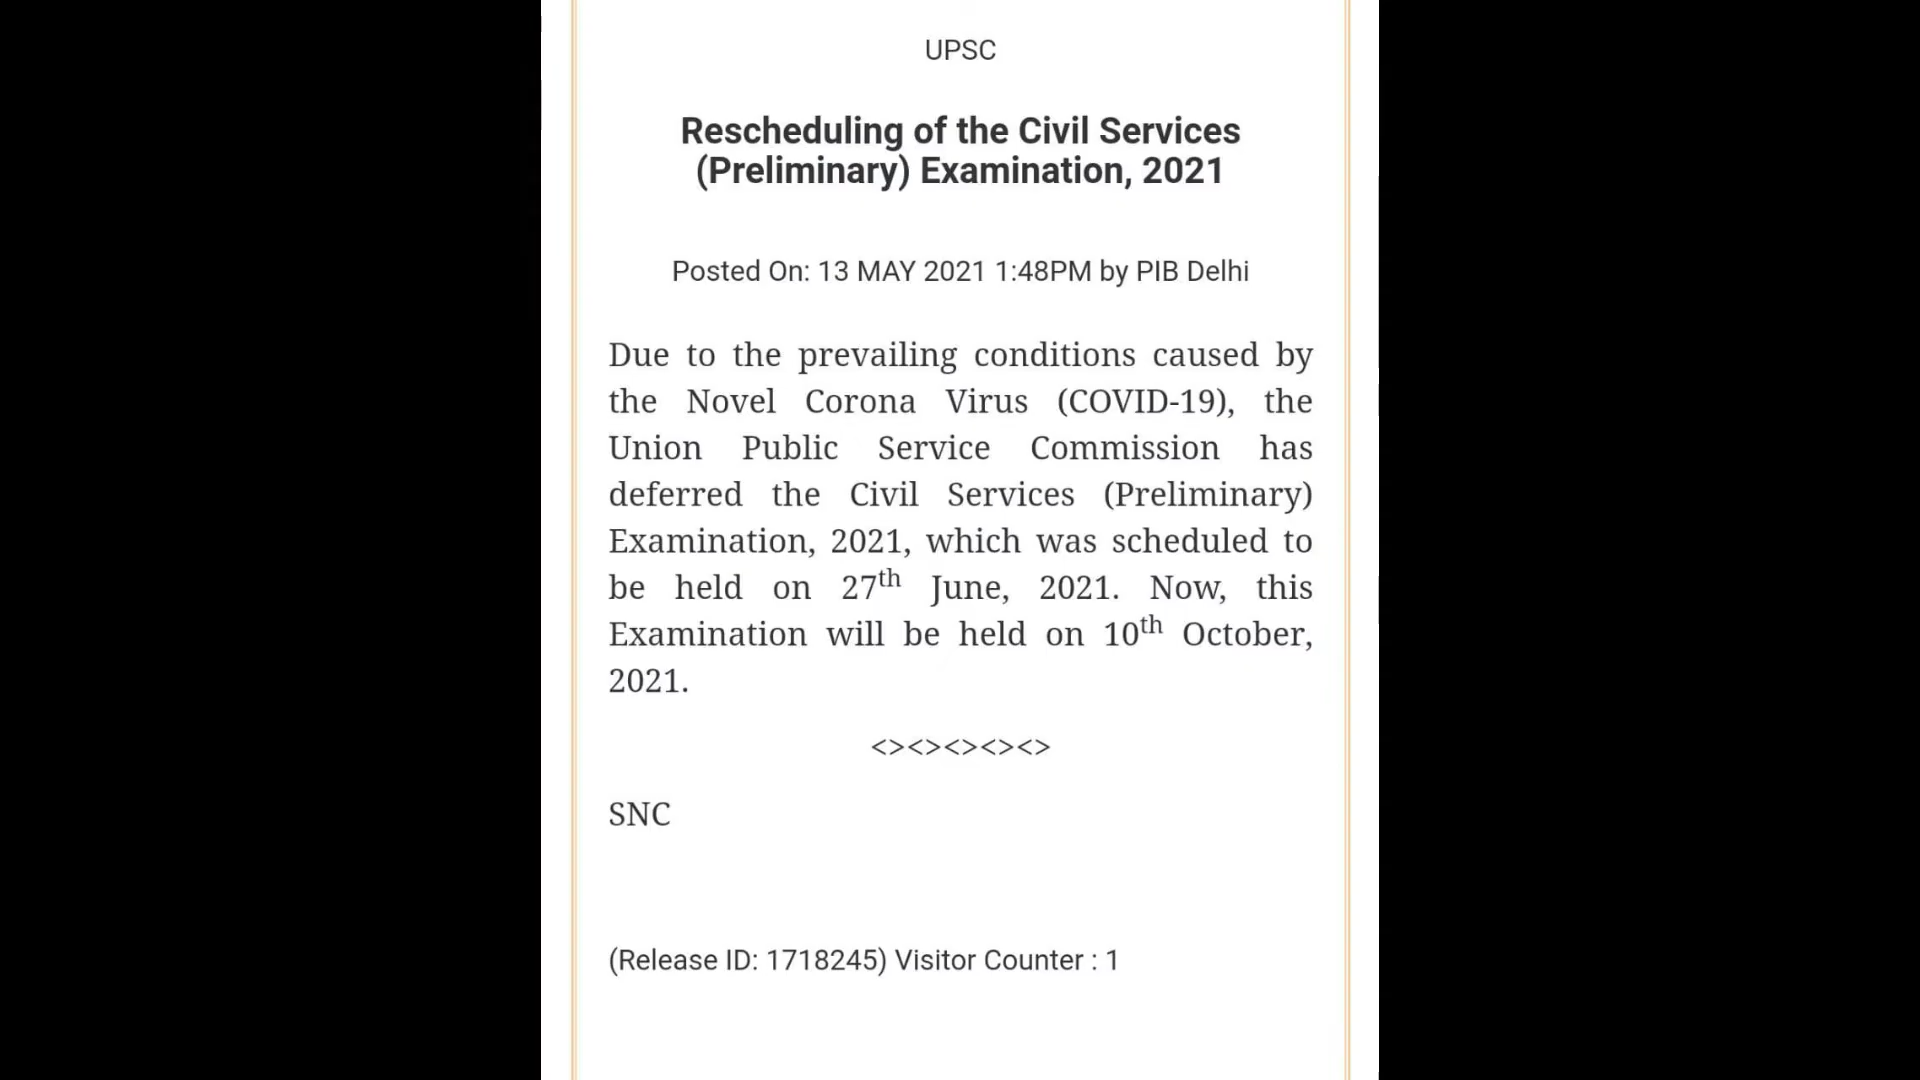 UPSC
Rescheduling of the Civil Services
(Preliminary) Examination, 2021
Posted On: 13 MAY 2021 1:48PM by PIB Delhi
Due to the prevailing conditions caused by
the Novel Corona Virus (COVID-19), the
Union Public Service Commission has
deferred the Civil Services (Preliminary)
Examination, 2021, which was scheduled to
be held on 27th June, 2021. Now, this
Examination will be held on 10th October,
2021.
<><><><><>
SNC
(Release ID: 1718245) Visitor Counter : 1